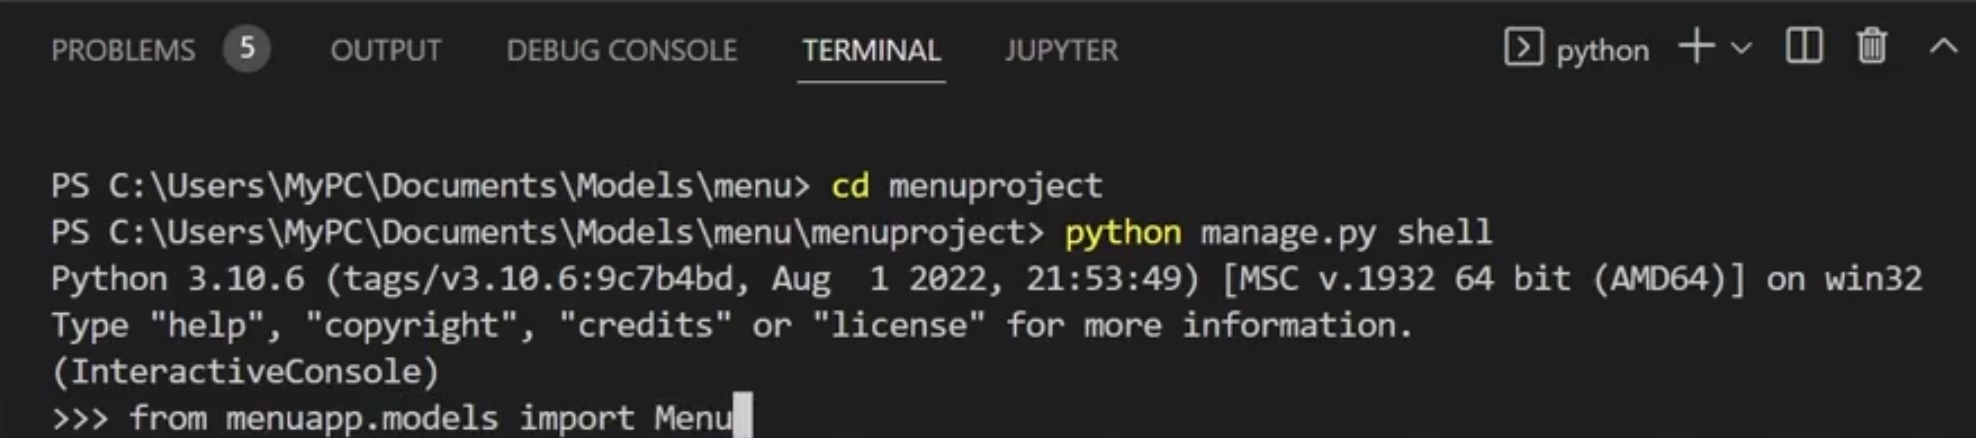 PROBLEMS 5 OUTPUT DEBUG CONSOLE TERMINAL JUPYTER python
PS C:\Users\MyPC\Documents\Models\menu> cd menuproject
PS C:\Users\MyPC\Documents\Models\menu\menuproject> python manage.py shell
Python 3.10.6 (tags/v3.10.6:9c7b4bd, Aug  1 2022, 21:53:49) [MSC v.1932 64 bit (AMD64)] on win32
Type "help", "copyright", "credits" or "license" for more information.
(InteractiveConsole)
>>> from menuapp.models import Menu